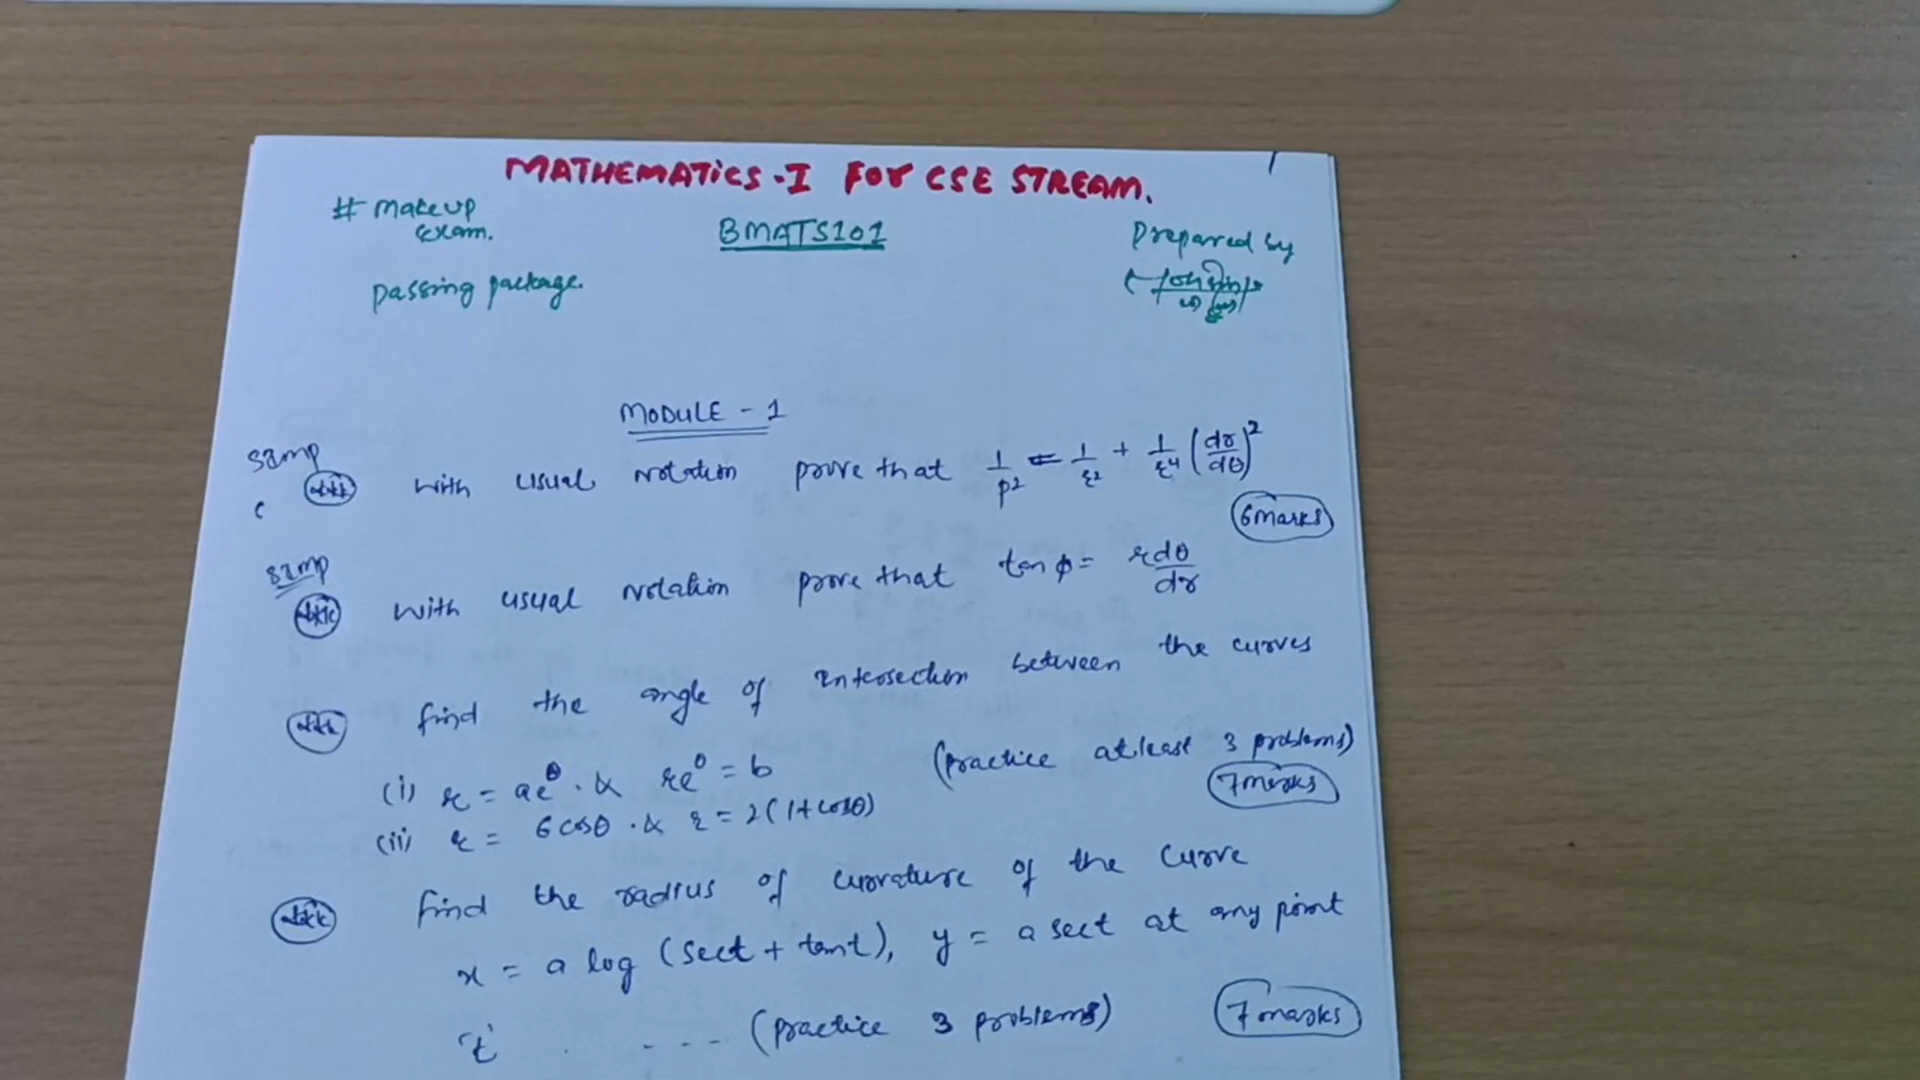 MATHEMATICS-I FOR CSE STREAM.
# Makeup Exam.
BMATS101
Prepared by
passing package.
MODULE - 1
S2mp
with usual notation prove that 1/p² = 1/r² + 1/r⁴ (dr/dθ)²
6marks
S2mp
with usual notation prove that tan φ = rdθ/dr
find the angle of intersection between the curves
(i) r = ae^θ . & re^θ = b (practice atleast 3 problems)
7marks
(ii) r = 6cosθ . & r = 2(1+cosθ)
find the radius of curvature of the curve
x = a log (sect + tant), y = a sect at any point
't' . - - - (practice 3 problems)
7marks